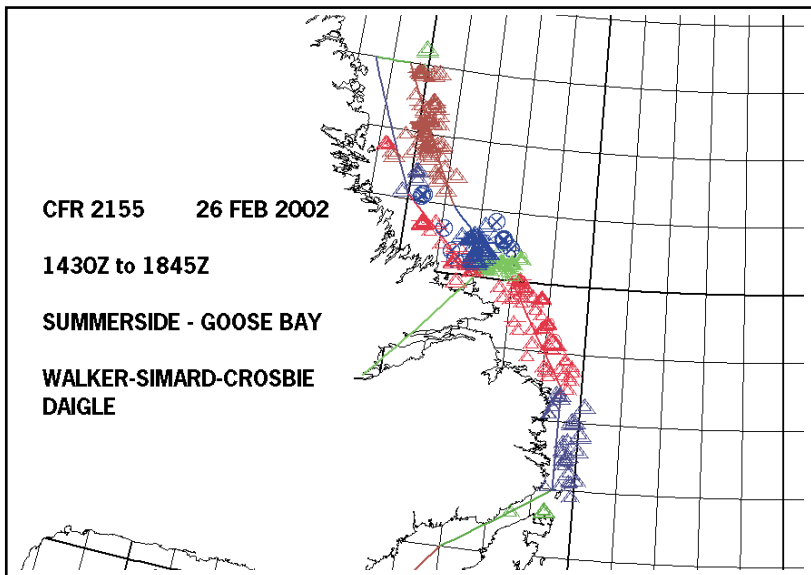 CFR 2155 26 FEB 2002
1430Z to 1845Z
SUMMERSIDE - GOOSE BAY
WALKER-SIMARD-CROSBIE
DAIGLE